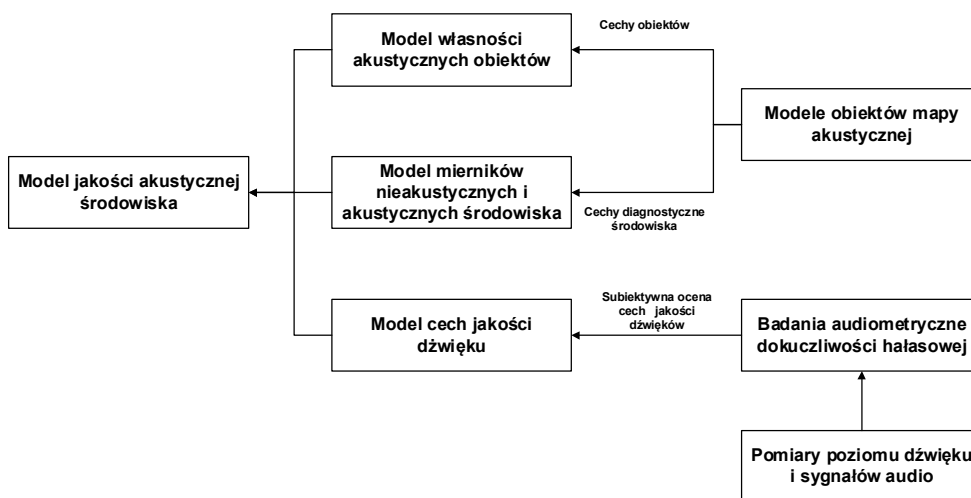 Model własności
akustycznych obiektów
Cechy obiektów
Modele obiektów mapy
akustycznej
Model jakości akustycznej
środowiska
Model mierników
nieakustycznych i
akustycznych środowiska
Cechy diagnostyczne
środowiska
Model cech jakości
dźwięku
Subiektywna ocena
cech jakości
dźwięków
Badania audiometryczne
dokuczliwości hałasowej
Pomiary poziomu dźwięku
i sygnałów audio